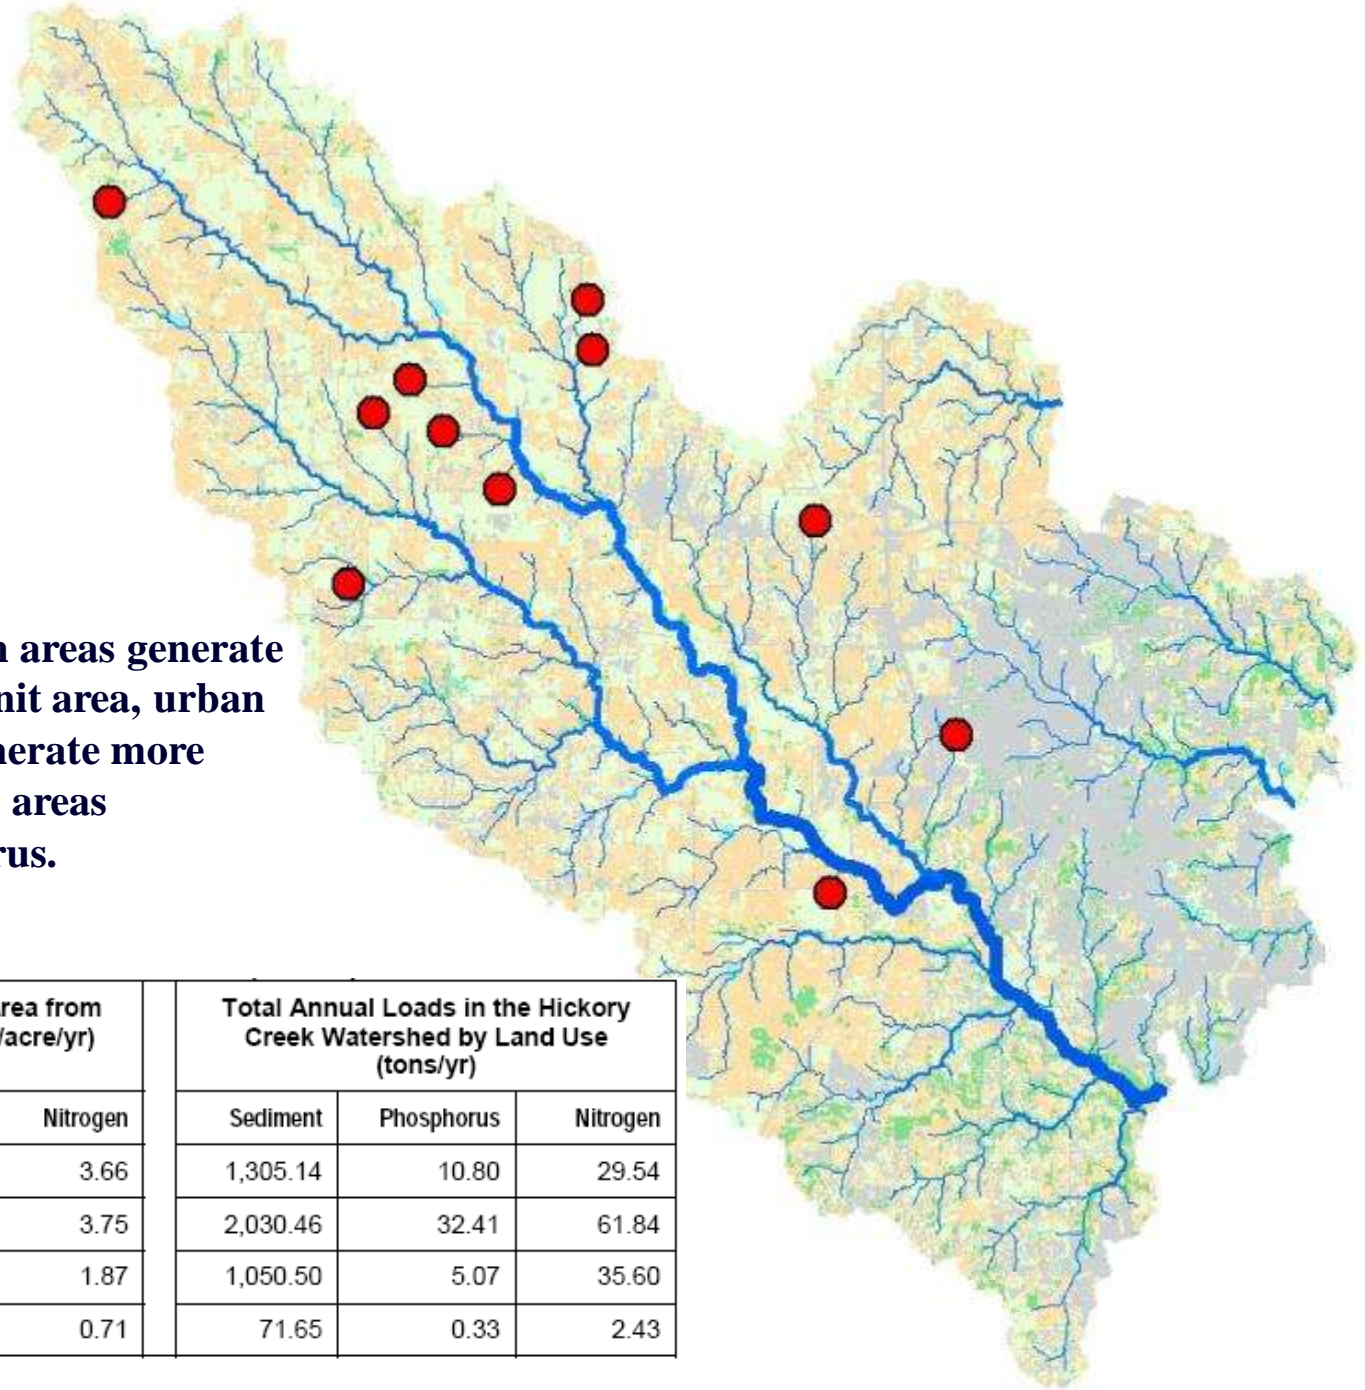 areas generate
nit area, urban
nerate more
areas
rus.
rea from
/acre/yr)
Total Annual Loads in the Hickory
Creek Watershed by Land Use
(tons/yr)
Nitrogen Sediment Phosphorus Nitrogen
3.66 1,305.14 10.80 29.54
3.75 2,030.46 32.41 61.84
1.87 1,050.50 5.07 35.60
0.71 71.65 0.33 2.43